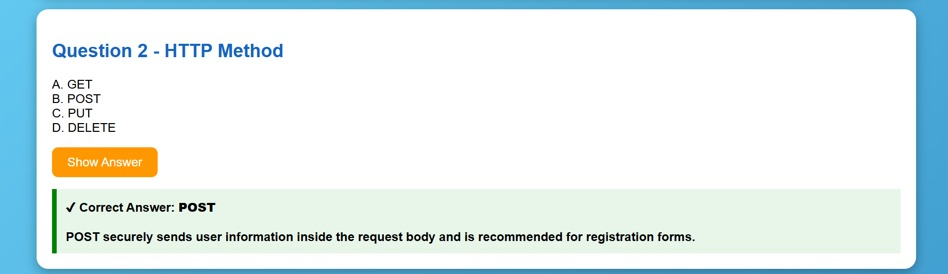 Question 2 - HTTP Method
A. GET
B. POST
C. PUT
D. DELETE
Show Answer
✔ Correct Answer: POST
POST securely sends user information inside the request body and is recommended for registration forms.